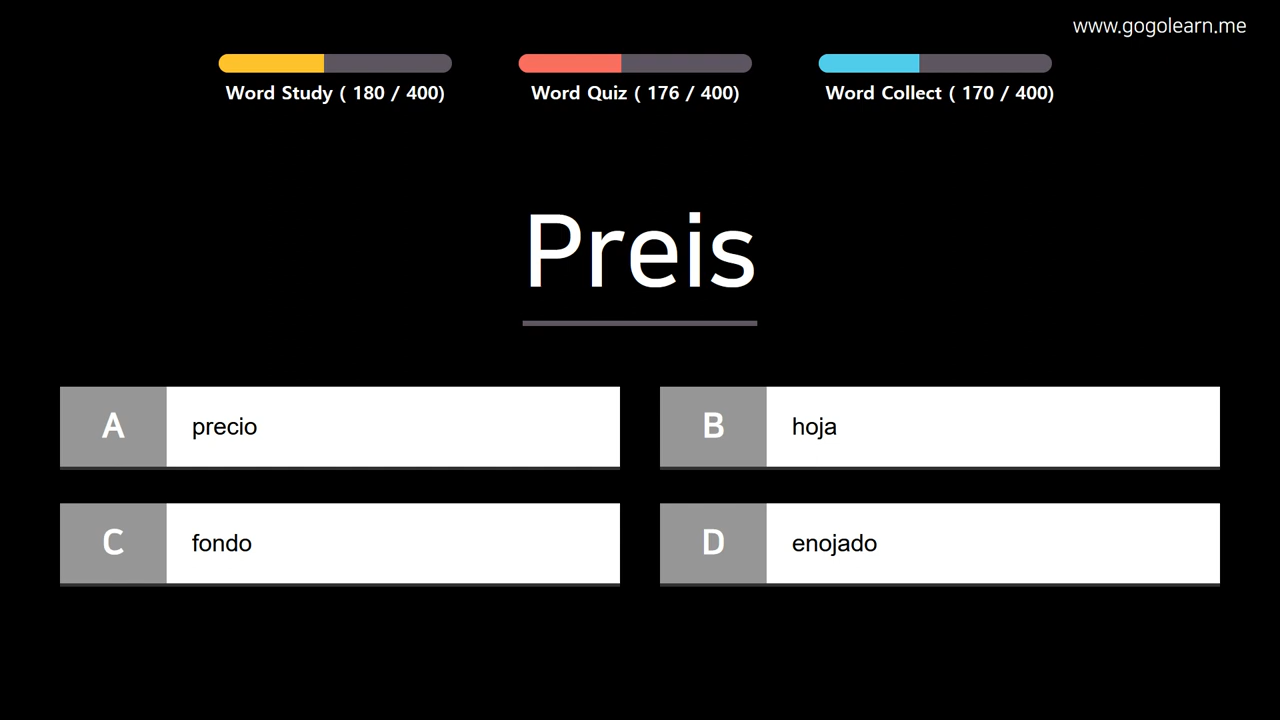 www.gogolearn.me
Word Study ( 180 / 400)
Word Quiz ( 176 / 400)
Word Collect ( 170 / 400)
Preis
A precio
B hoja
C fondo
D enojado